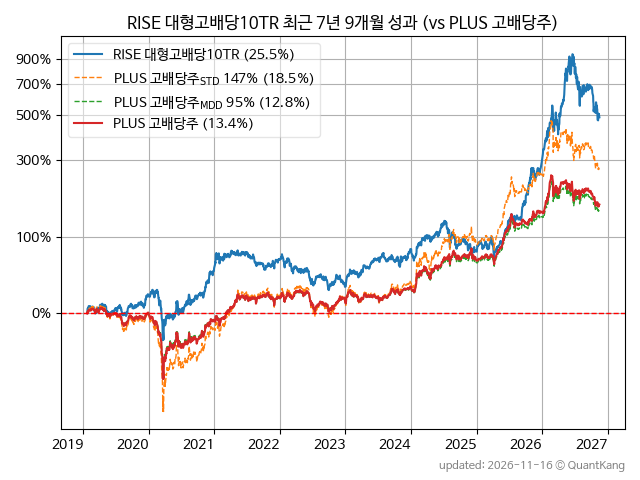 RISE 대형고배당10TR 최근 7년 9개월 성과 (vs PLUS 고배당주)
RISE 대형고배당10TR (25.5%)
PLUS 고배당주STD 147% (18.5%)
PLUS 고배당주MDD 95% (12.8%)
PLUS 고배당주 (13.4%)
900%
700%
500%
300%
100%
0%
2019 2020 2021 2022 2023 2024 2025 2026 2027
updated: 2026-11-16 © QuantKang